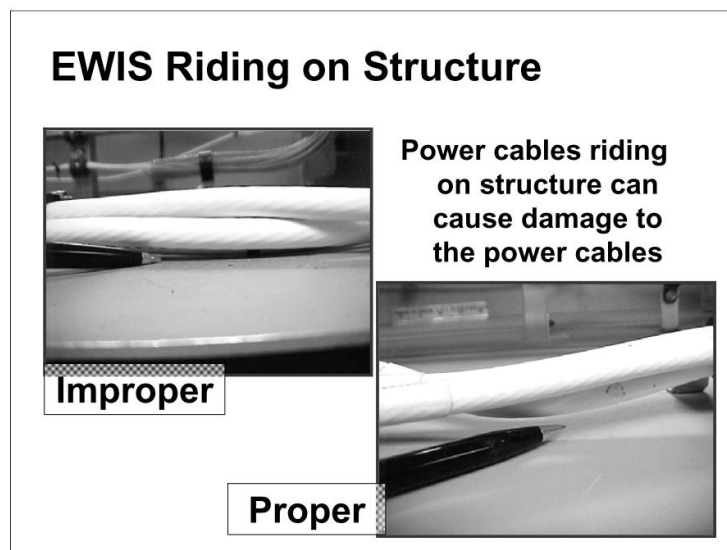 EWIS Riding on Structure
Power cables riding
on structure can
cause damage to
the power cables
Improper
Proper